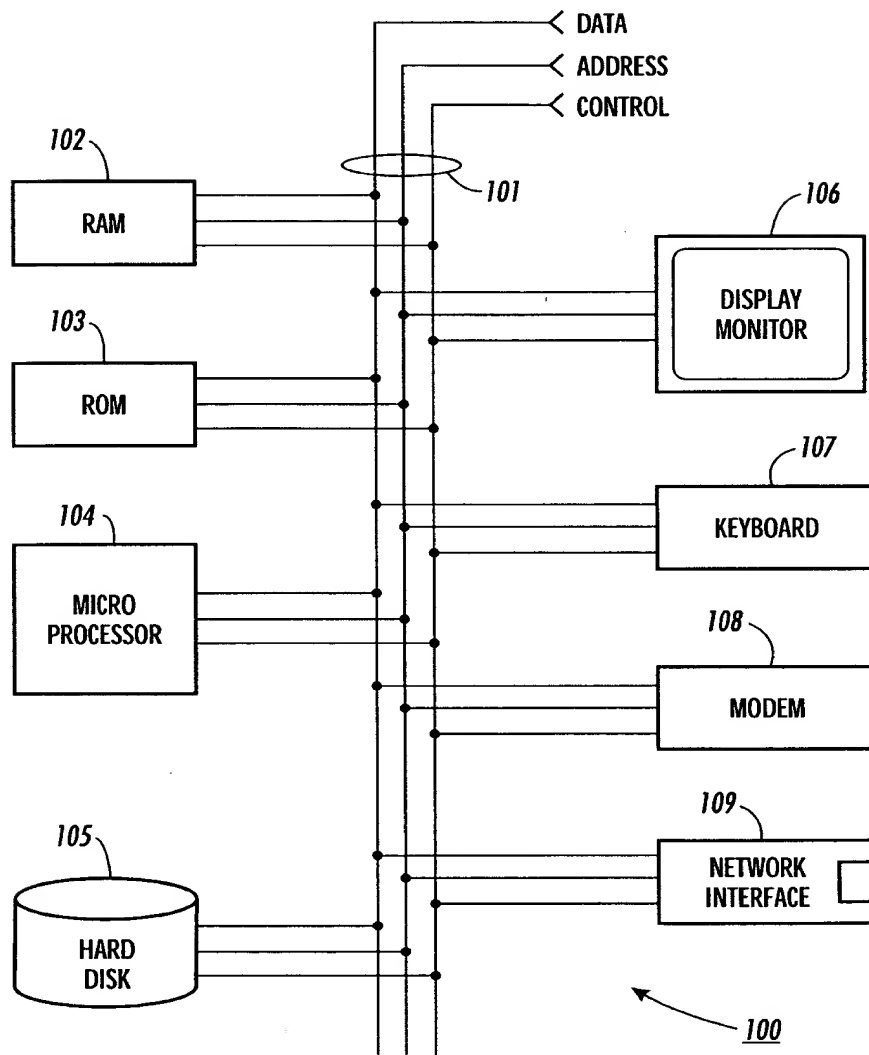 DATA
ADDRESS
CONTROL
102
101
RAM
106
DISPLAY
MONITOR
103
ROM
107
KEYBOARD
104
MICRO
PROCESSOR
108
MODEM
109
NETWORK
INTERFACE
105
HARD
DISK
100